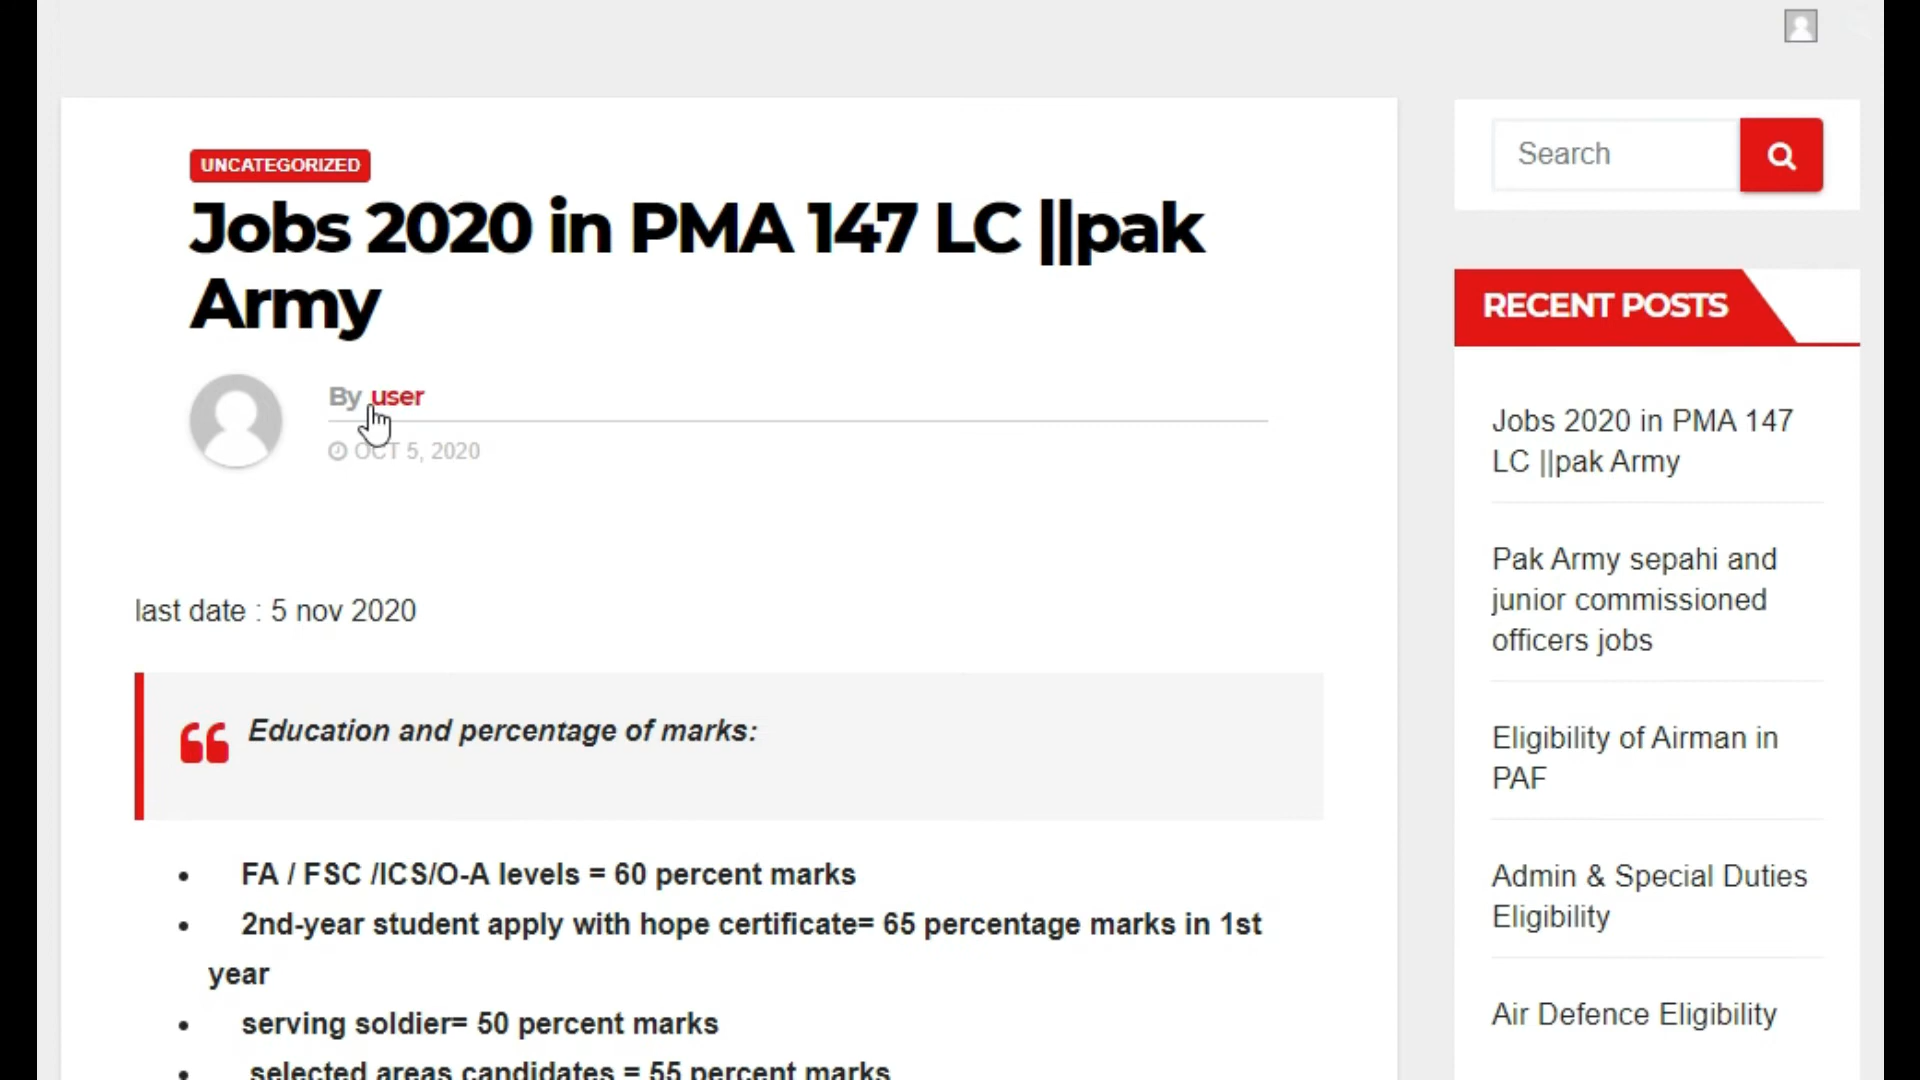 UNCATEGORIZED
Jobs 2020 in PMA 147 LC ||pak
Army
By user
OCT 5, 2020
last date : 5 nov 2020
Education and percentage of marks:
FA / FSC /ICS/O-A levels = 60 percent marks
2nd-year student apply with hope certificate= 65 percentage marks in 1st
year
serving soldier= 50 percent marks
selected areas candidates = 55 percent marks
Search
RECENT POSTS
Jobs 2020 in PMA 147
LC ||pak Army
Pak Army sepahi and
junior commissioned
officers jobs
Eligibility of Airman in
PAF
Admin & Special Duties
Eligibility
Air Defence Eligibility